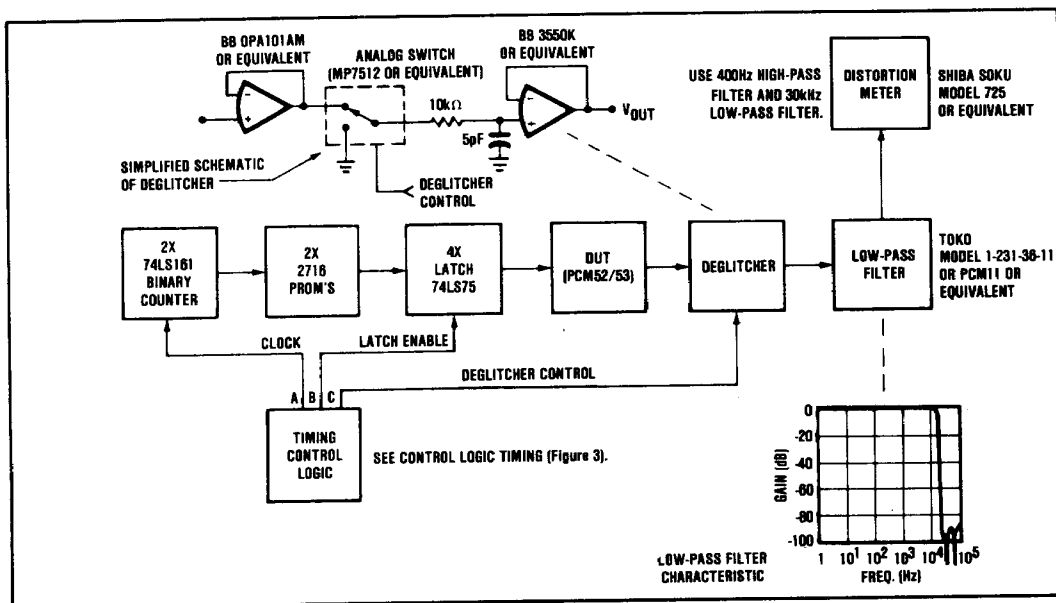 BB OPA101AM
OR EQUIVALENT
ANALOG SWITCH
(MP7512 OR EQUIVALENT)
BB 3550K
OR EQUIVALENT
10kΩ
5pF
VOUT
SIMPLIFIED SCHEMATIC
OF DEGLITCHER
DEGLITCHER
CONTROL
USE 400Hz HIGH-PASS
FILTER AND 30kHz
LOW-PASS FILTER.
DISTORTION
METER
SHIBA SOKU
MODEL 725
OR EQUIVALENT
2X
74LS161
BINARY
COUNTER
2X
2716
PROM'S
4X
LATCH
74LS75
DUT
(PCM52/53)
DEGLITCHER
LOW-PASS
FILTER
TOKO
MODEL 1-231-36-11
OR PCM11 OR
EQUIVALENT
CLOCK
LATCH ENABLE
DEGLITCHER CONTROL
A B C
TIMING
CONTROL
LOGIC
SEE CONTROL LOGIC TIMING (Figure 3).
GAIN (dB)
0
-20
-40
-60
-80
-100
1 10¹ 10² 10³ 10⁴ 10⁵
FREQ. (Hz)
LOW-PASS FILTER
CHARACTERISTIC